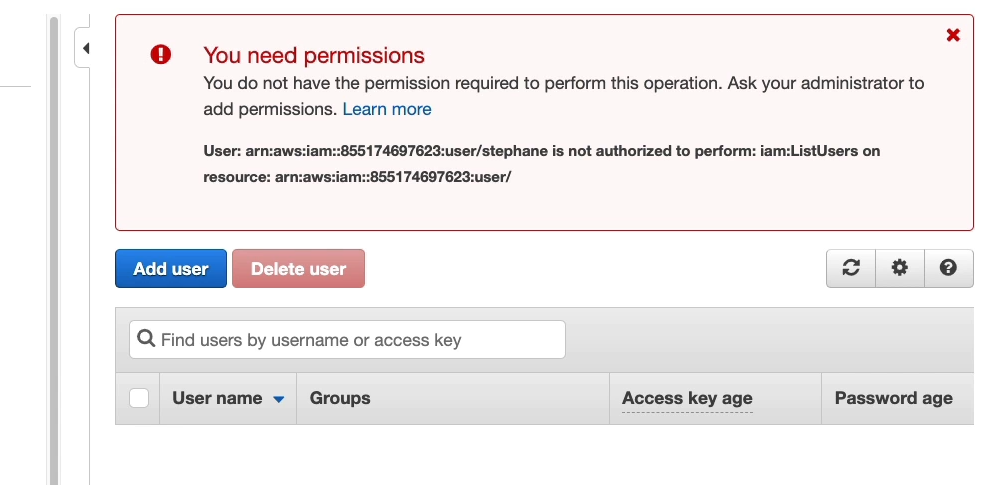 You need permissions
You do not have the permission required to perform this operation. Ask your administrator to
add permissions. Learn more
User: arn:aws:iam::855174697623:user/stephane is not authorized to perform: iam:ListUsers on
resource: arn:aws:iam::855174697623:user/
Add user Delete user
Find users by username or access key
User name Groups Access key age Password age